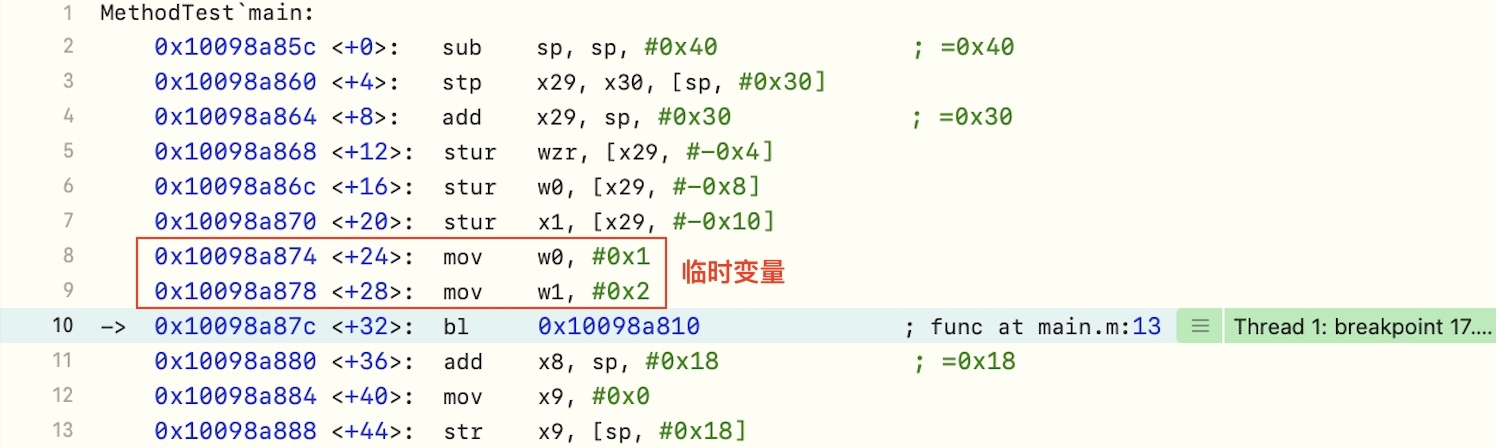 1 MethodTest`main:
2 0x10098a85c <+0>: sub sp, sp, #0x40 ; =0x40
3 0x10098a860 <+4>: stp x29, x30, [sp, #0x30]
4 0x10098a864 <+8>: add x29, sp, #0x30 ; =0x30
5 0x10098a868 <+12>: stur wzr, [x29, #-0x4]
6 0x10098a86c <+16>: stur w0, [x29, #-0x8]
7 0x10098a870 <+20>: stur x1, [x29, #-0x10]
8 0x10098a874 <+24>: mov w0, #0x1 临时变量
9 0x10098a878 <+28>: mov w1, #0x2
10 -> 0x10098a87c <+32>: bl 0x10098a810 ; func at main.m:13 Thread 1: breakpoint 17....
11 0x10098a880 <+36>: add x8, sp, #0x18 ; =0x18
12 0x10098a884 <+40>: mov x9, #0x0
13 0x10098a888 <+44>: str x9, [sp, #0x18]